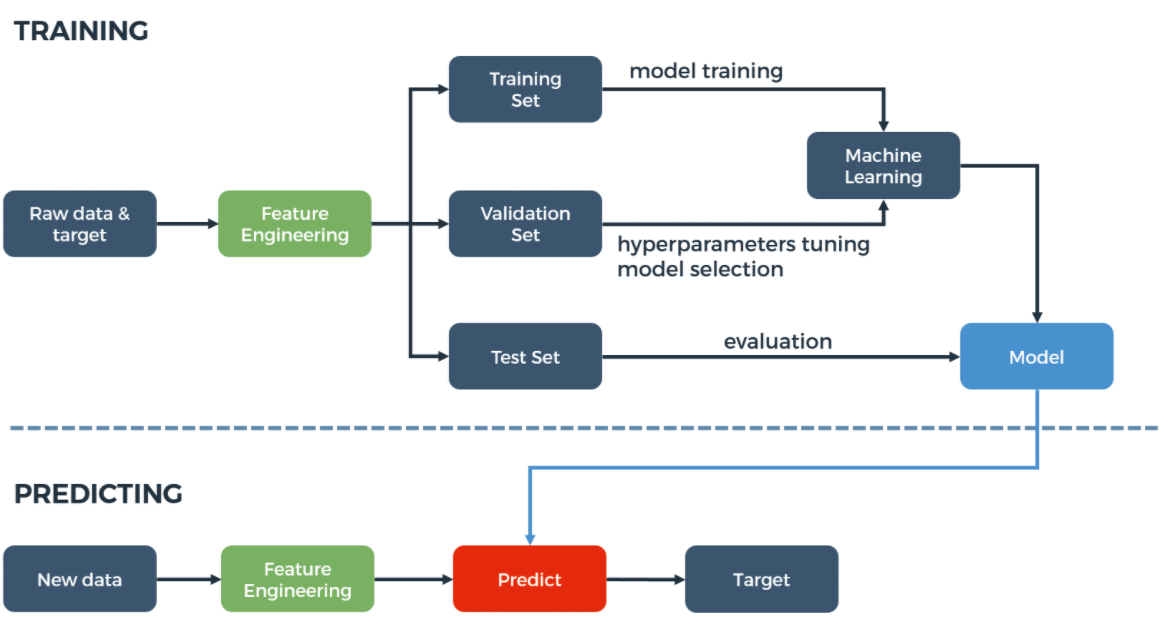 TRAINING
Training
Set
model training
Machine
Learning
Raw data &
target
Feature
Engineering
Validation
Set
hyperparameters tuning
model selection
Test Set
evaluation
Model
PREDICTING
New data
Feature
Engineering
Predict
Target